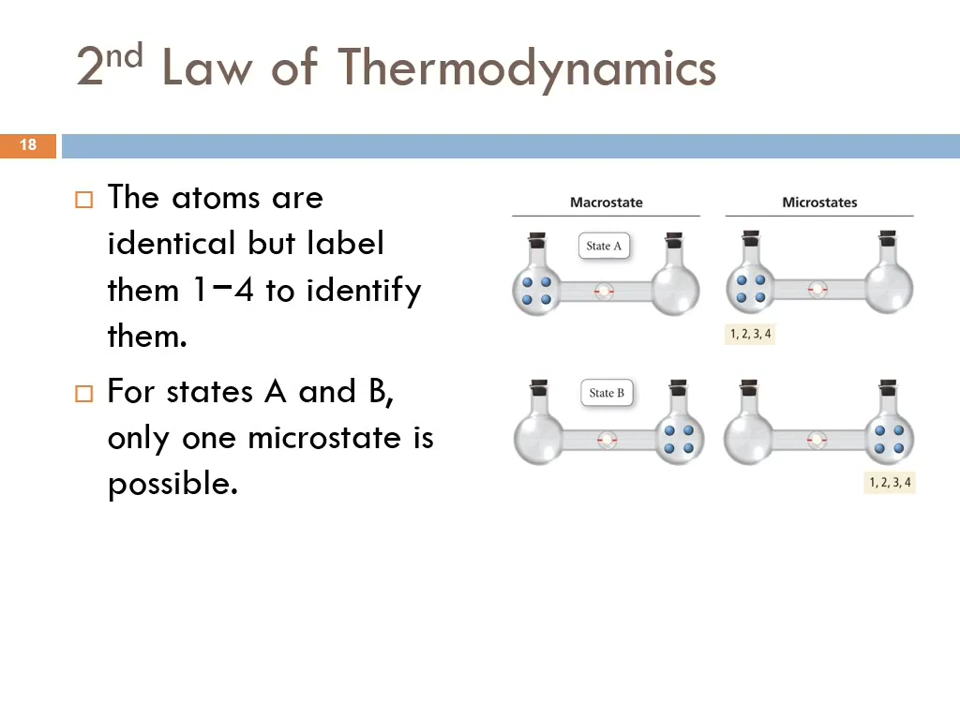 2nd Law of Thermodynamics
18
The atoms are
identical but label
them 1−4 to identify
them.
For states A and B,
only one microstate is
possible.
Macrostate
Microstates
State A
1, 2, 3, 4
State B
1, 2, 3, 4